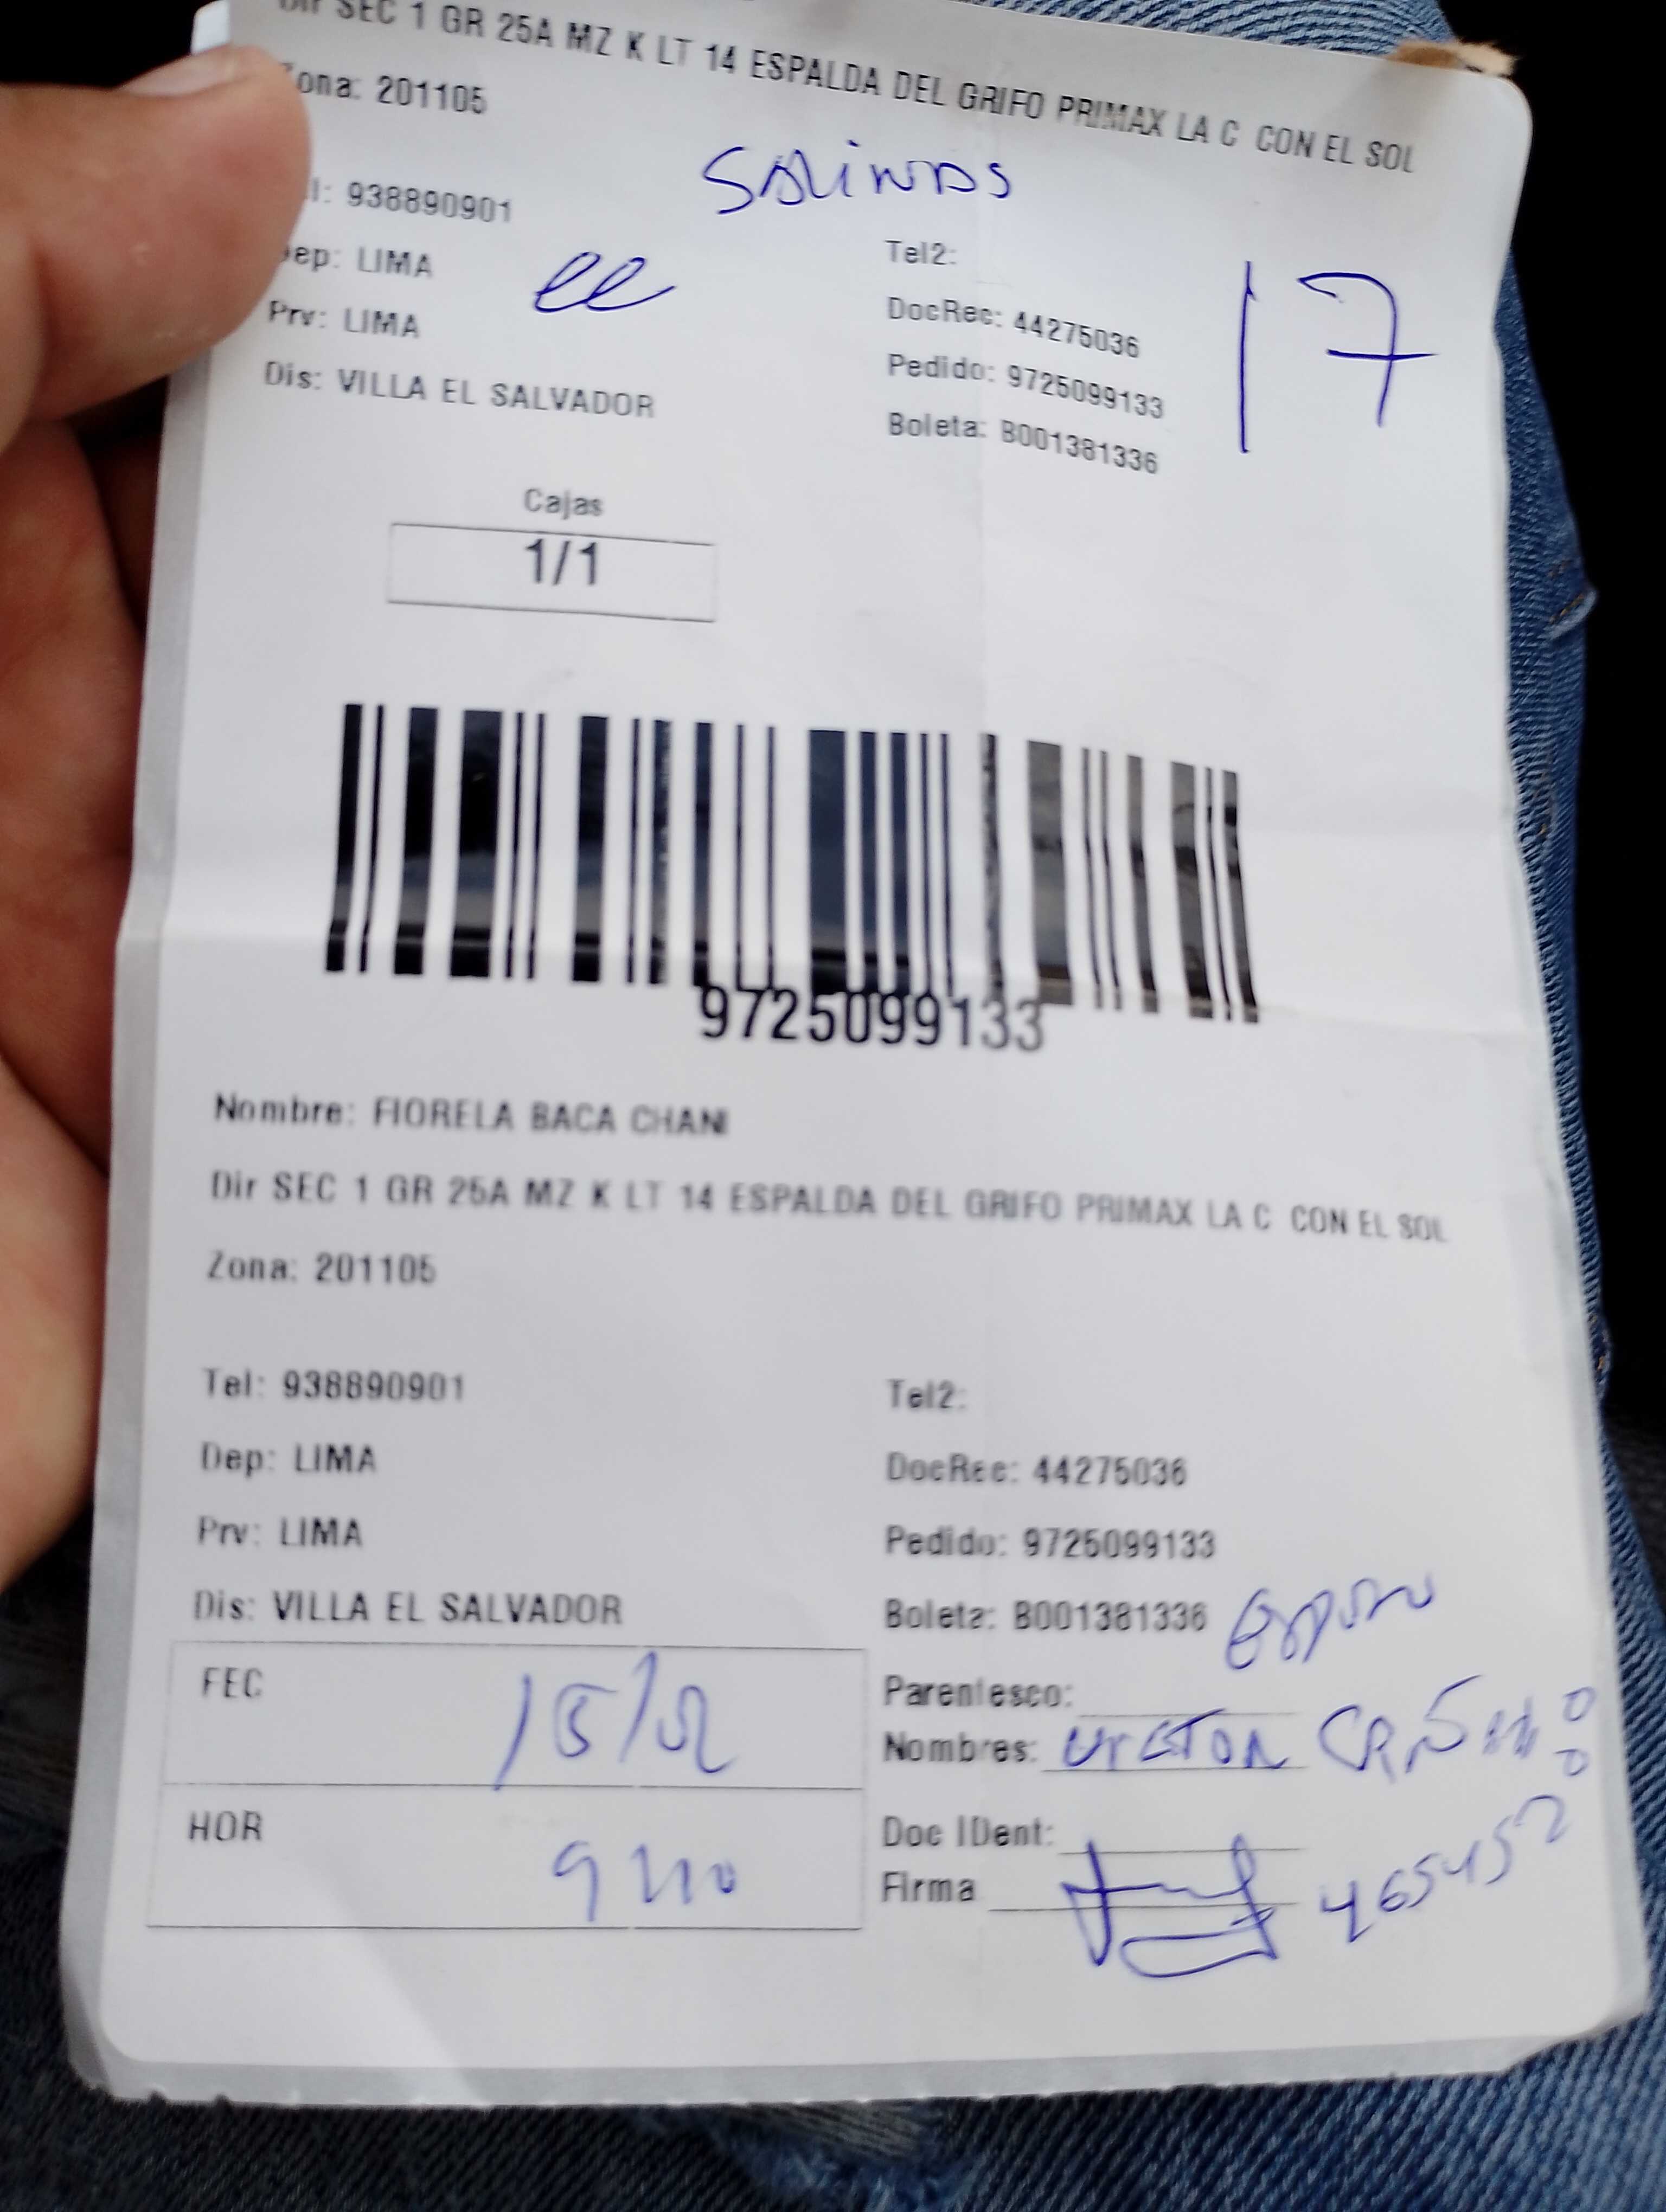 Dir SEC 1 GR 25A MZ K LT 14 ESPALDA DEL GRIFO PRIMAX LA C CON EL SOL
Zona: 201105
SALINAS
l: 938890901
Tel2:
Dep: LIMA
ee
DocRec: 44275036
17
Prv: LIMA
Pedido: 9725099133
Dis: VILLA EL SALVADOR
Boleta: B001381336
Cajas
1/1
9725099133
Nombre: FIORELA BACA CHANI
Dir SEC 1 GR 25A MZ K LT 14 ESPALDA DEL GRIFO PRIMAX LA C CON EL SOL
Zona: 201105
Tel: 938890901
Tel2:
Dep: LIMA
DocRec: 44275036
Prv: LIMA
Pedido: 9725099133
Dis: VILLA EL SALVADOR
Boleta: B001381336
FEC
Parentesco:
Nombres: VICTOR
HOR
Doc IDent:
Firma